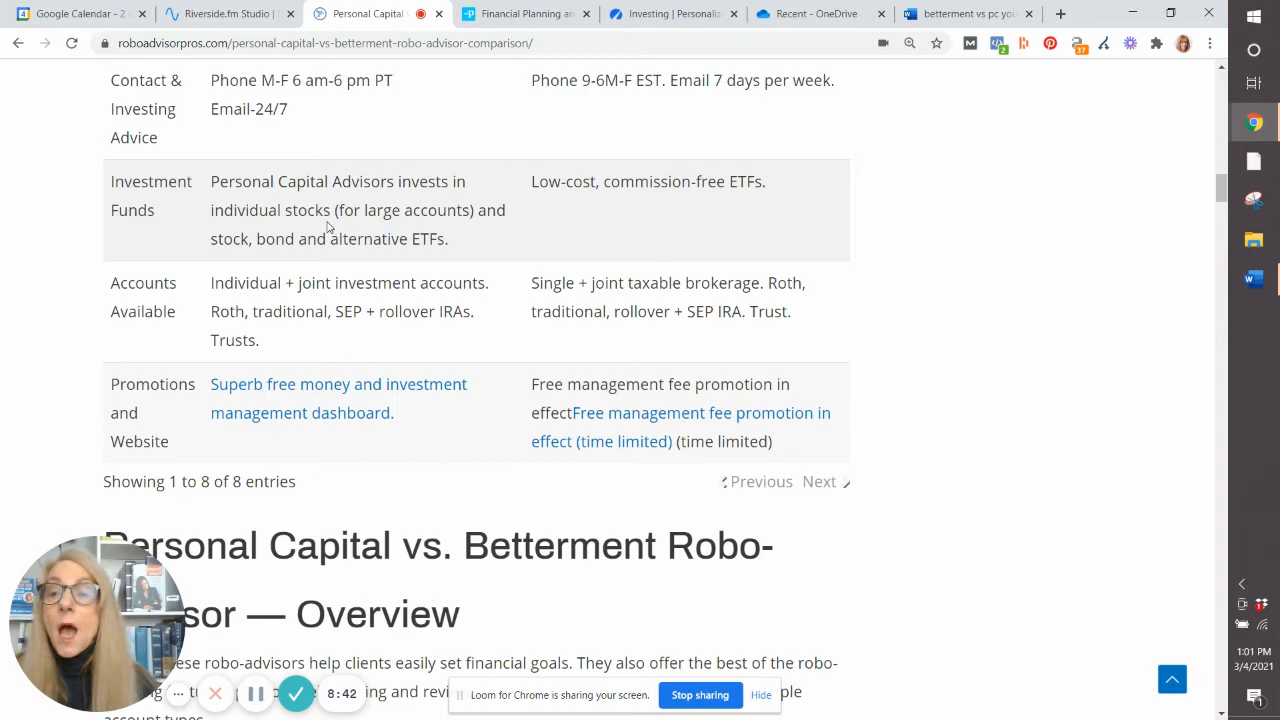 Google Calendar - Thu
Riverside.fm Studio |
Personal Capital
Financial Planning an
Investing | Personaliz
Recent - OneDrive
betterment vs pc you
roboadvisorpros.com/personal-capital-vs-betterment-robo-advisor-comparison/
2
37
Contact & Phone M-F 6 am-6 pm PT Phone 9-6M-F EST. Email 7 days per week.
Investing Email-24/7
Advice
Investment Personal Capital Advisors invests in Low-cost, commission-free ETFs.
Funds individual stocks (for large accounts) and
stock, bond and alternative ETFs.
Accounts Individual + joint investment accounts. Single + joint taxable brokerage. Roth,
Available Roth, traditional, SEP + rollover IRAs. traditional, rollover + SEP IRA. Trust.
Trusts.
Promotions Superb free money and investment Free management fee promotion in
and management dashboard. effectFree management fee promotion in
Website effect (time limited) (time limited)
Showing 1 to 8 of 8 entries Previous Next
Personal Capital vs. Betterment Robo-
sor — Overview
ese robo-advisors help clients easily set financial goals. They also offer the best of the robo-
8:42
Loom for Chrome is sharing your screen. Stop sharing Hide
account types
1:01 PM
3/4/2021
1